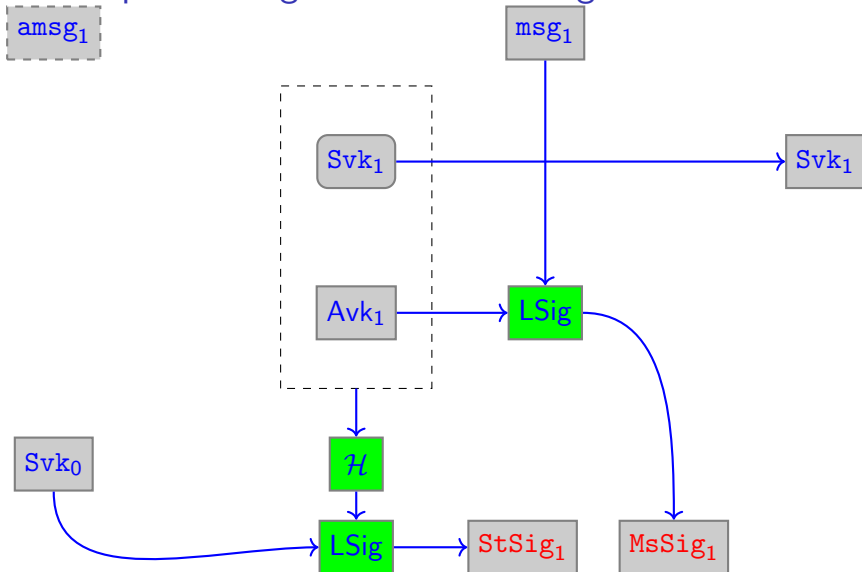 amsg₁ msg₁
Svk₁ Svk₁
Avk₁ LSig
Svk₀ ℋ
LSig StSig₁ MsSig₁